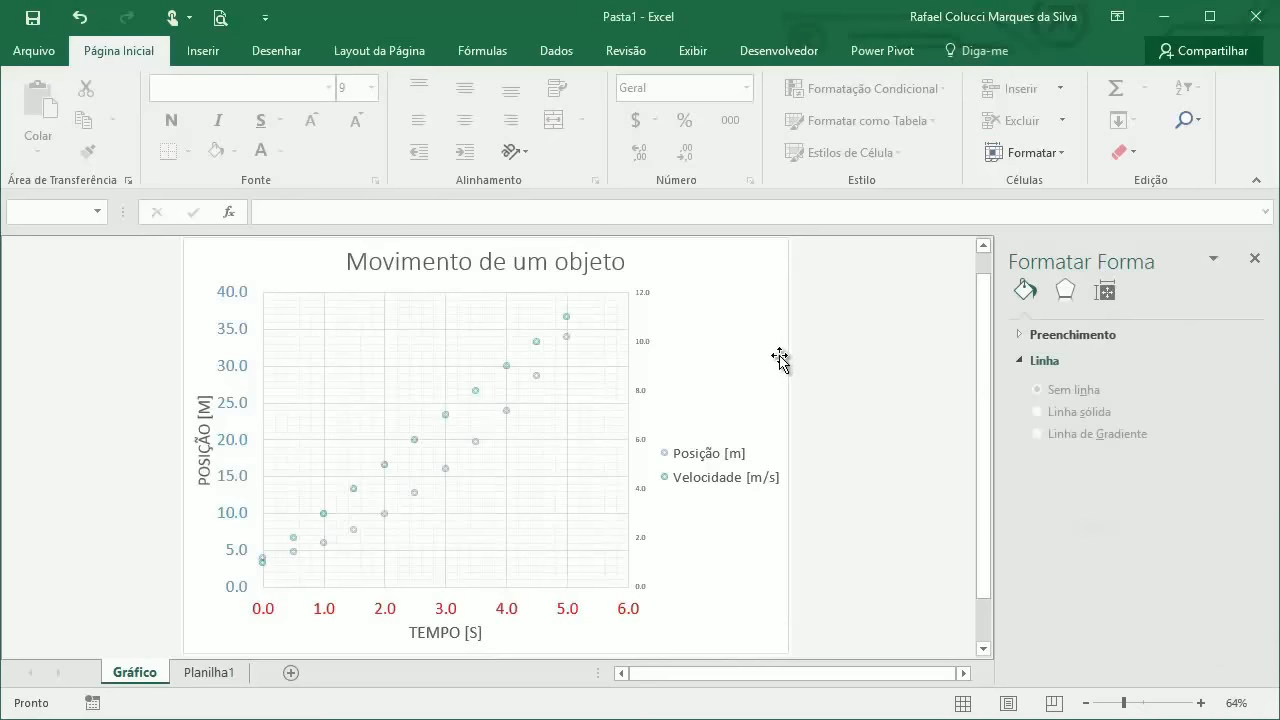 Pasta1 - Excel
Rafael Colucci Marques da Silva
Arquivo
Página Inicial
Inserir
Desenhar
Layout da Página
Fórmulas
Dados
Revisão
Exibir
Desenvolvedor
Power Pivot
Diga-me
Compartilhar
Colar
Área de Transferência
9
N I S A A
A
Fonte
Alinhamento
Geral
$ % 000
,00
Número
Formatação Condicional
Formatar como Tabela
Estilos de Célula
Estilo
Inserir
Excluir
Formatar
Células
Edição
fx
Movimento de um objeto
40.0
35.0
30.0
25.0
20.0
15.0
10.0
5.0
0.0
POSIÇÃO [M]
12.0
10.0
8.0
6.0
4.0
2.0
0.0
0.0 1.0 2.0 3.0 4.0 5.0 6.0
TEMPO [S]
Posição [m]
Velocidade [m/s]
Formatar Forma
Preenchimento
Linha
Sem linha
Linha sólida
Linha de Gradiente
Gráfico
Planilha1
Pronto
64%